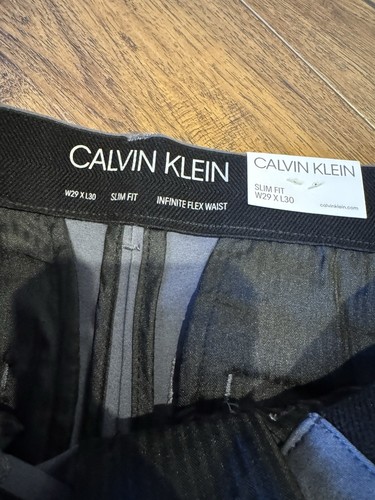 CALVIN KLEIN
W29 X L30 SLIM FIT INFINITE FLEX WAIST
CALVIN KLEIN
SLIM FIT
W29 X L30
calvinklein.com